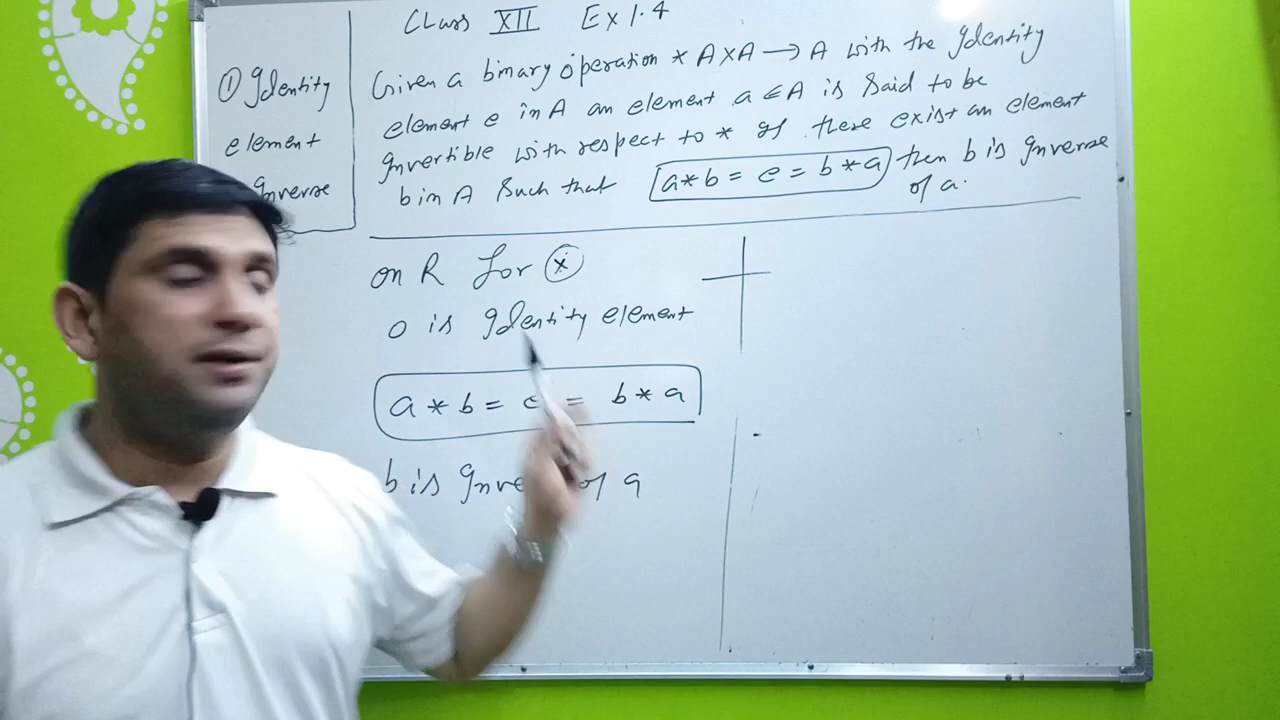 Class XII Ex 1.4
① Identity
element
Inverse
Given a binary operation * A×A → A with the Identity
element e in A an element a ∈ A is said to be
Invertible with respect to * If there exist an element
b in A Such that a * b = e = b * a then b is Inverse
of a.
on R for
0 is Identity element
a * b = e = b * a
b is of a